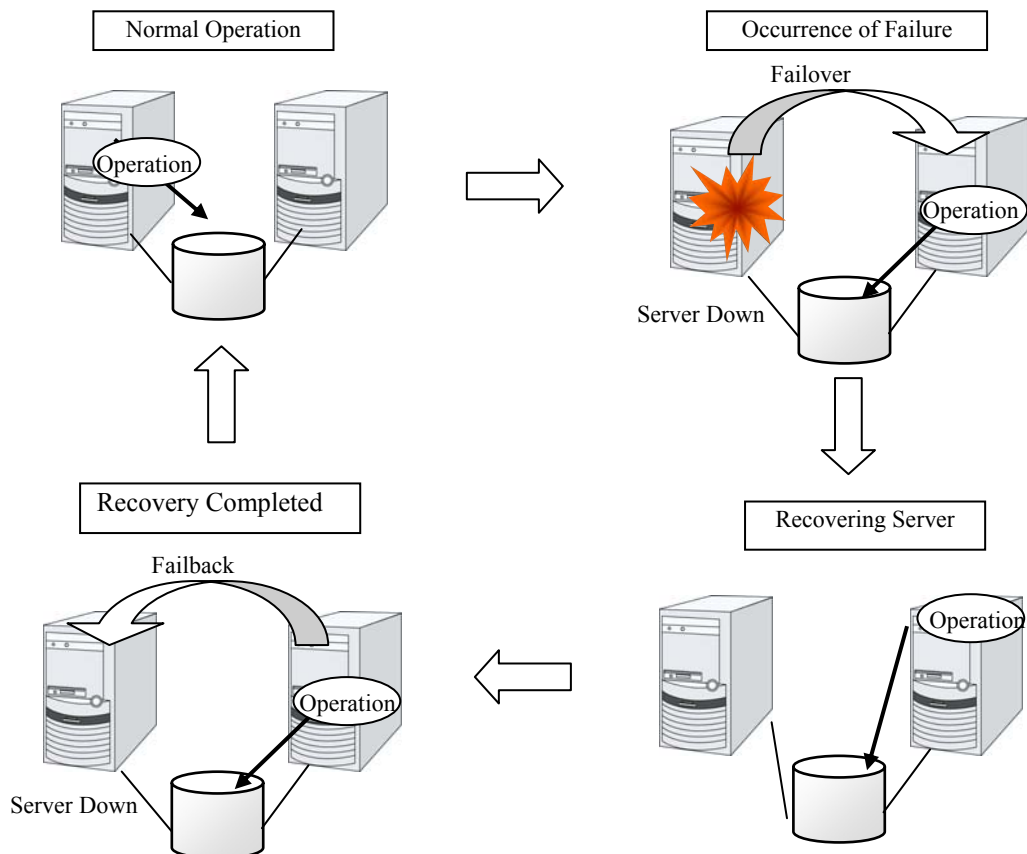 Normal Operation
Occurrence of Failure
Failover
Operation
Operation
Server Down
Recovery Completed
Recovering Server
Failback
Operation
Operation
Server Down